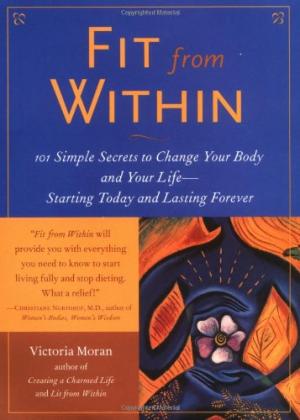 FIT from
WITHIN
101 Simple Secrets to Change Your Body
and Your Life—
Starting Today and Lasting Forever
"Fit from Within will
provide you with everything
you need to know to start
living fully and stop dieting.
What a relief!"
—CHRISTIANE NORTHRUP, M.D., author of
Women's Bodies, Women's Wisdom
Victoria Moran
author of
Creating a Charmed Life
and Lit from Within